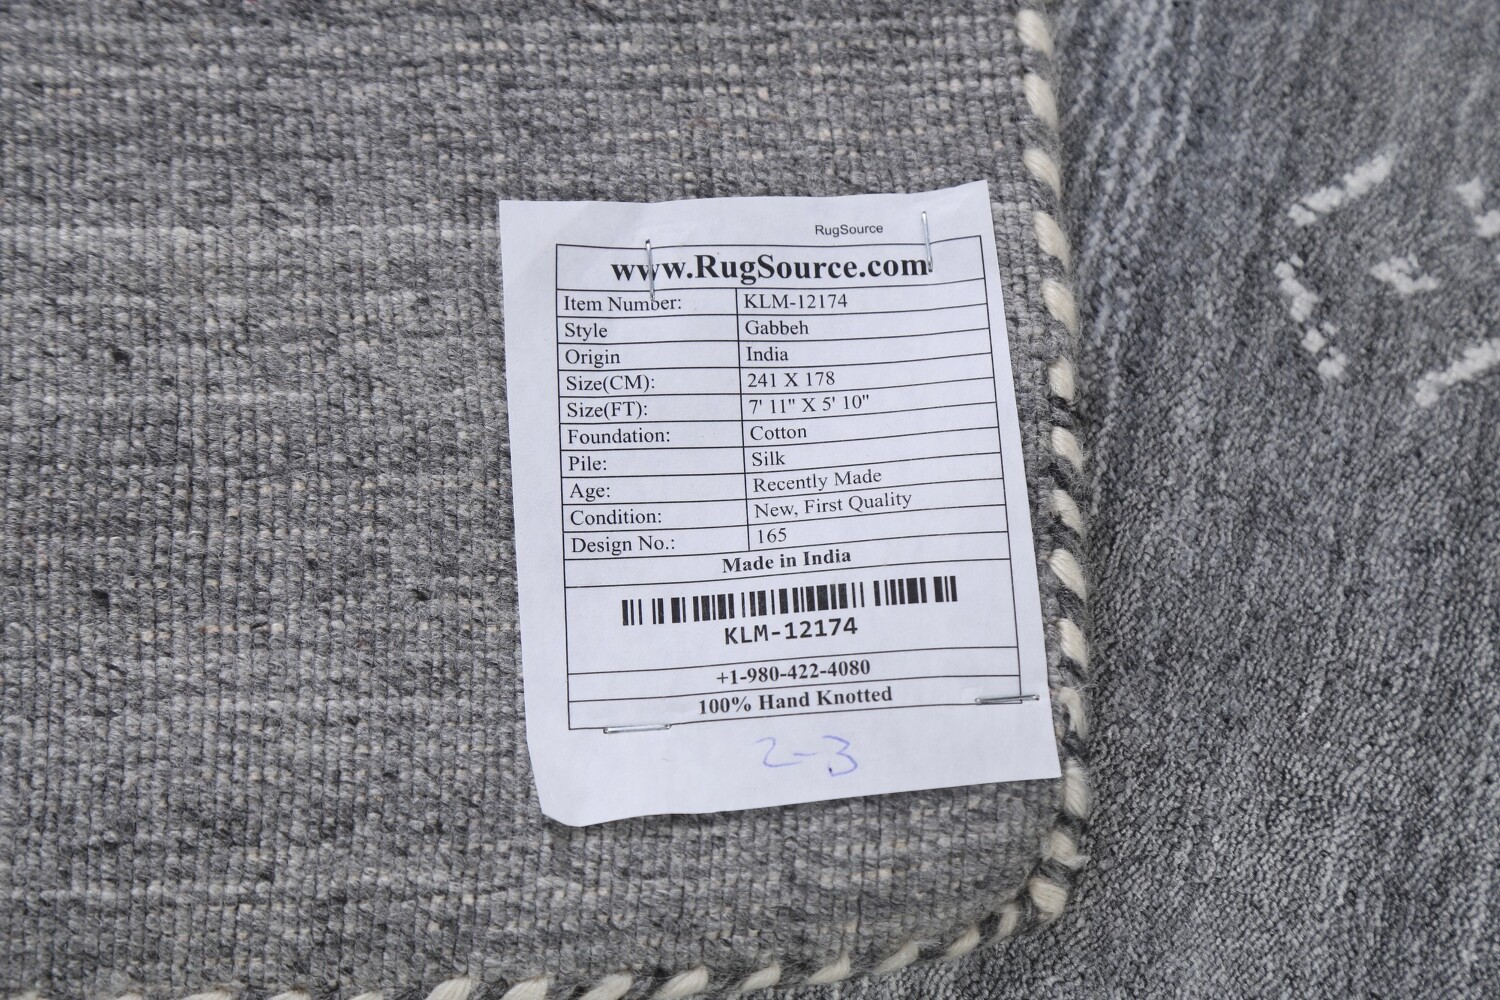 RugSource
www.RugSource.com
Item Number: KLM-12174
Style Gabbeh
Origin India
Size(CM): 241 X 178
Size(FT): 7' 11" X 5' 10"
Foundation: Cotton
Pile: Silk
Age: Recently Made
Condition: New, First Quality
Design No.: 165
Made in India
KLM-12174
+1-980-422-4080
100% Hand Knotted
2-3